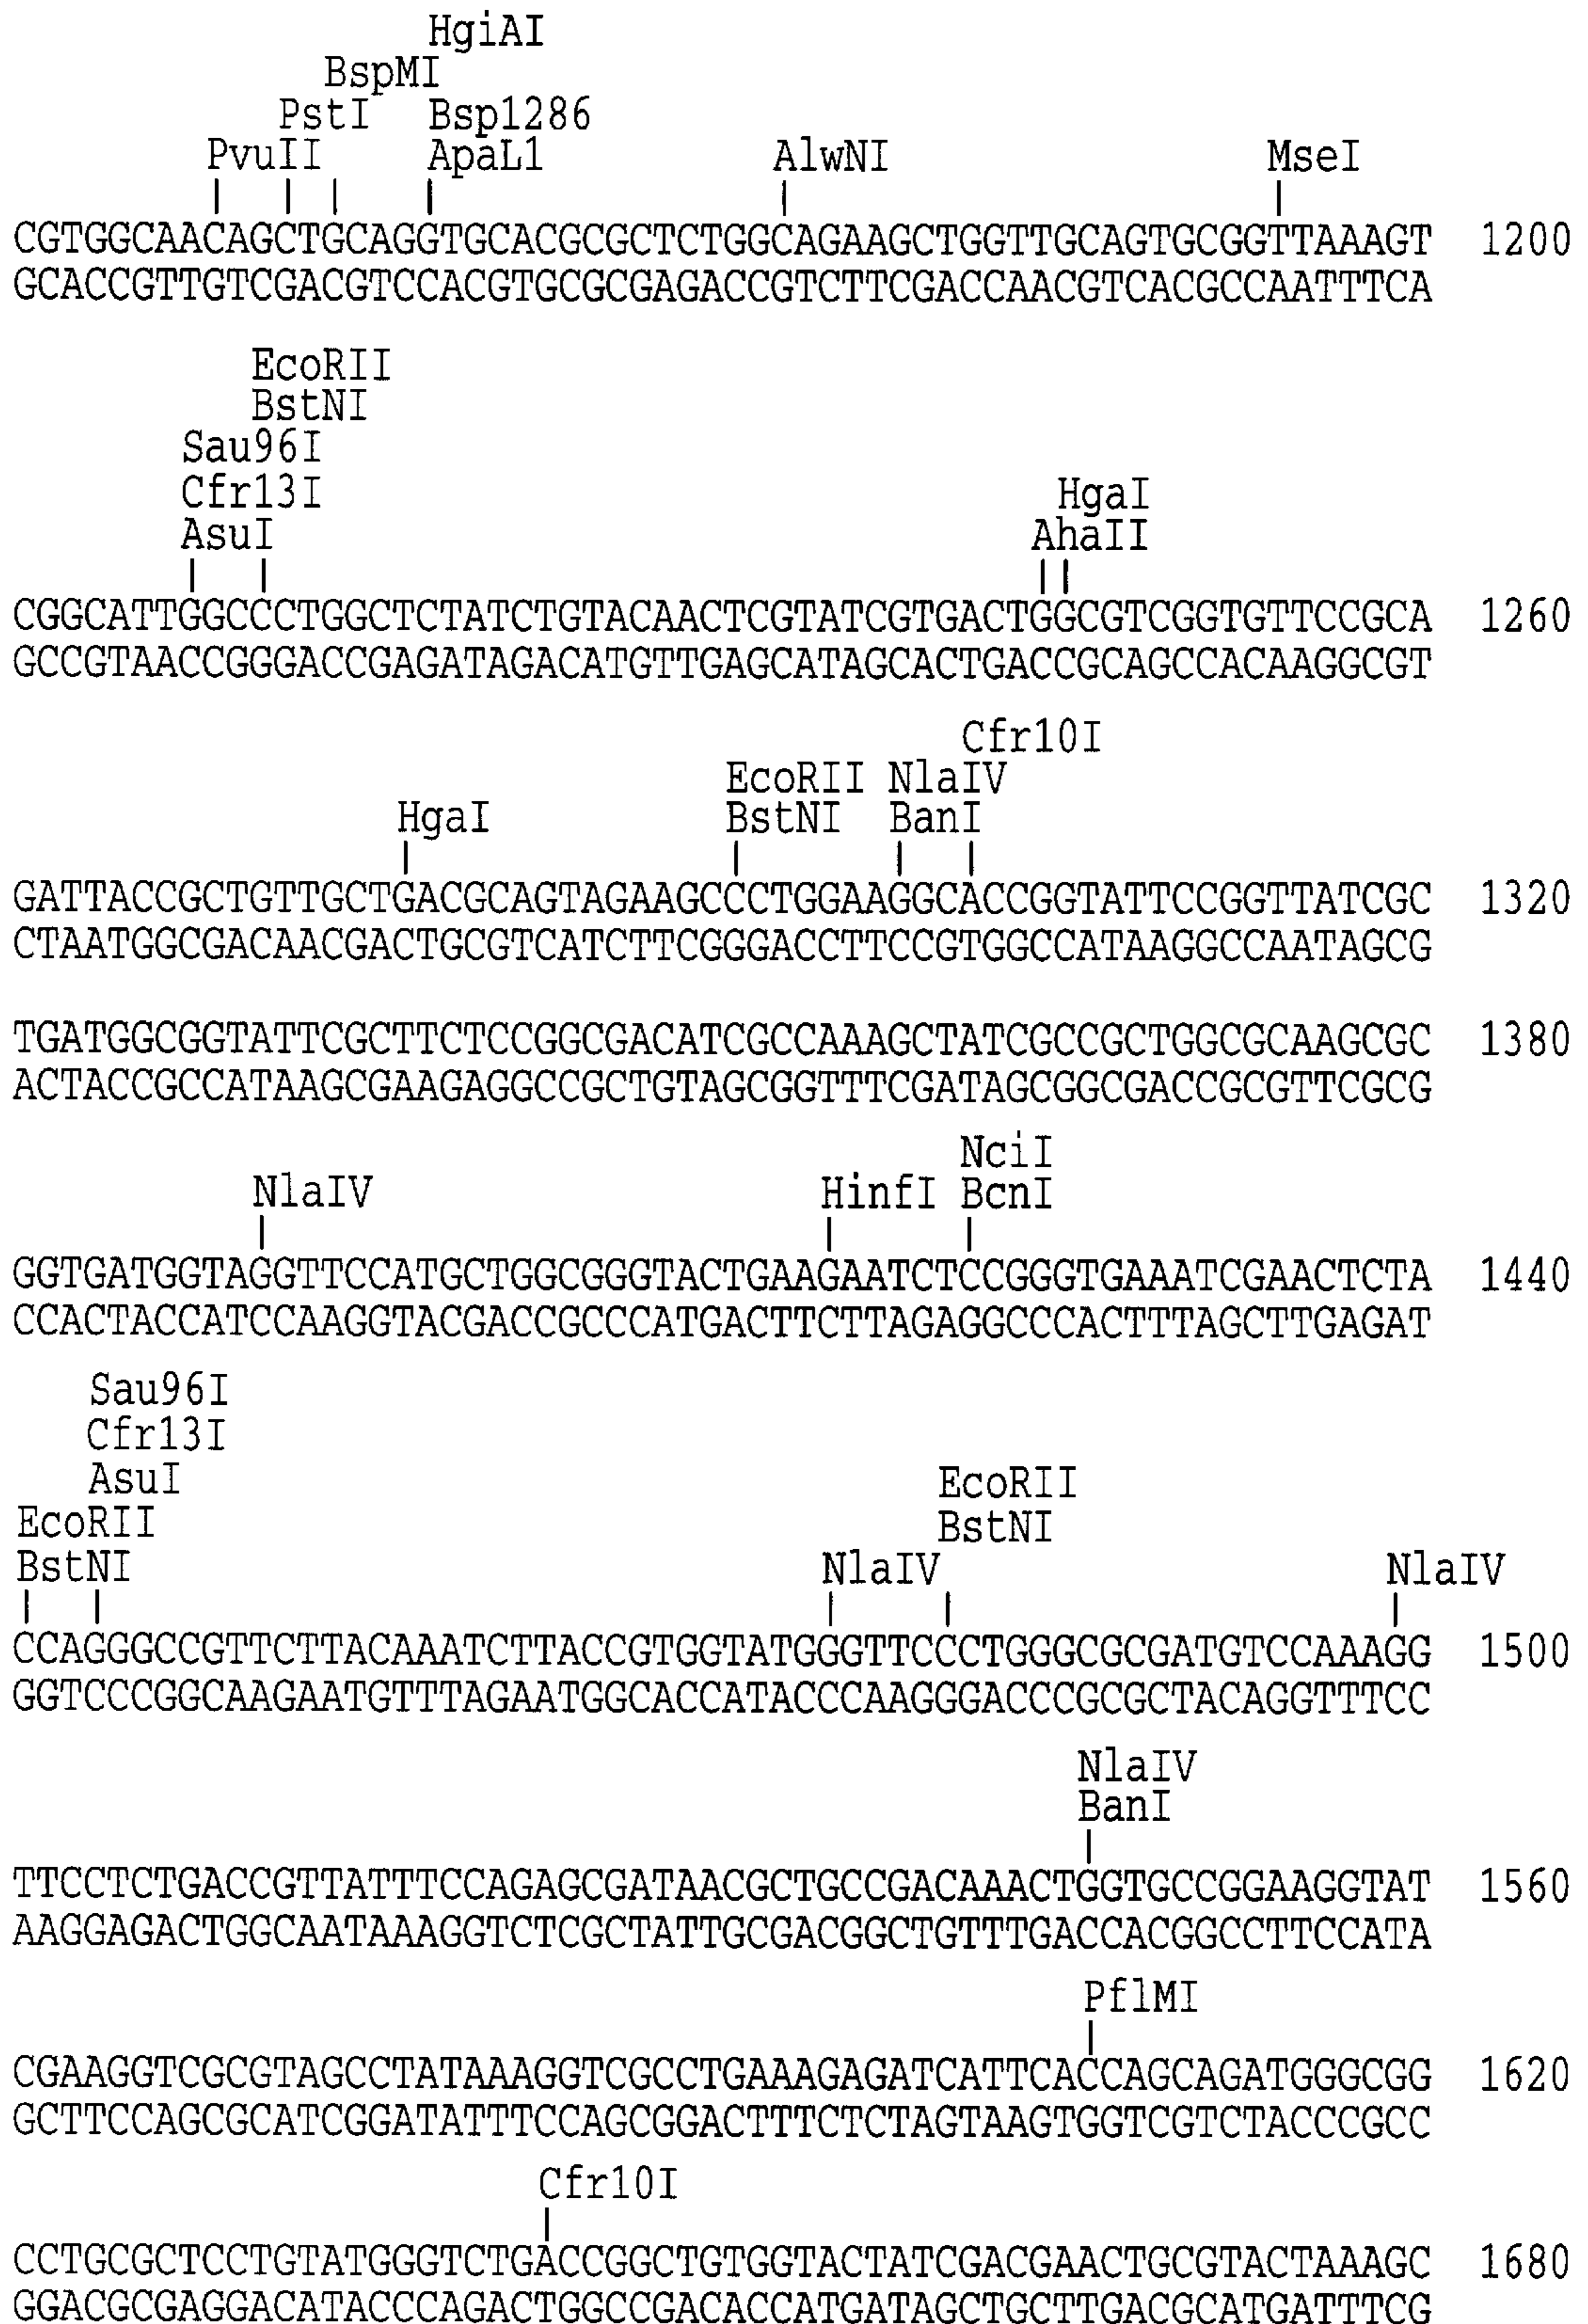 HgiAI
BspMI
PstI Bsp1286
PvuII ApaL1 AlwNI MseI
CGTGGCAACAGCTGCAGGTGCACGCGCTCTGGCAGAAGCTGGTTGCAGTGCGGTTAAAGT 1200
GCACCGTTGTCGACGTCCACGTGCGCGAGACCGTCTTCGACCAACGTCACGCCAATTTCA
EcoRII
BstNI
Sau96I
Cfr13I HgaI
AsuI AhaII
CGGCATTGGCCCTGGCTCTATCTGTACAACTCGTATCGTGACTGGCGTCGGTGTTCCGCA 1260
GCCGTAACCGGGACCGAGATAGACATGTTGAGCATAGCACTGACCGCAGCCACAAGGCGT
Cfr10I
EcoRII NlaIV
HgaI BstNI BanI
GATTACCGCTGTTGCTGACGCAGTAGAAGCCCTGGAAGGCACCGGTATTCCGGTTATCGC 1320
CTAATGGCGACAACGACTGCGTCATCTTCGGGACCTTCCGTGGCCATAAGGCCAATAGCG
TGATGGCGGTATTCGCTTCTCCGGCGACATCGCCAAAGCTATCGCCGCTGGCGCAAGCGC 1380
ACTACCGCCATAAGCGAAGAGGCCGCTGTAGCGGTTTCGATAGCGGCGACCGCGTTCGCG
NciI
NlaIV HinfI BcnI
GGTGATGGTAGGTTCCATGCTGGCGGGTACTGAAGAATCTCCGGGTGAAATCGAACTCTA 1440
CCACTACCATCCAAGGTACGACCGCCCATGACTTCTTAGAGGCCCACTTTAGCTTGAGAT
Sau96I
Cfr13I
AsuI EcoRII
EcoRII BstNI
BstNI NlaIV NlaIV
CCAGGGCCGTTCTTACAAATCTTACCGTGGTATGGGTTCCCTGGGCGCGATGTCCAAAGG 1500
GGTCCCGGCAAGAATGTTTAGAATGGCACCATACCCAAGGGACCCGCGCTACAGGTTTCC
NlaIV
BanI
TTCCTCTGACCGTTATTTCCAGAGCGATAACGCTGCCGACAAACTGGTGCCGGAAGGTAT 1560
AAGGAGACTGGCAATAAAGGTCTCGCTATTGCGACGGCTGTTTGACCACGGCCTTCCATA
PflMI
CGAAGGTCGCGTAGCCTATAAAGGTCGCCTGAAAGAGATCATTCACCAGCAGATGGGCGG 1620
GCTTCCAGCGCATCGGATATTTCCAGCGGACTTTCTCTAGTAAGTGGTCGTCTACCCGCC
Cfr10I
CCTGCGCTCCTGTATGGGTCTGACCGGCTGTGGTACTATCGACGAACTGCGTACTAAAGC 1680
GGACGCGAGGACATACCCAGACTGGCCGACACCATGATAGCTGCTTGACGCATGATTTCG